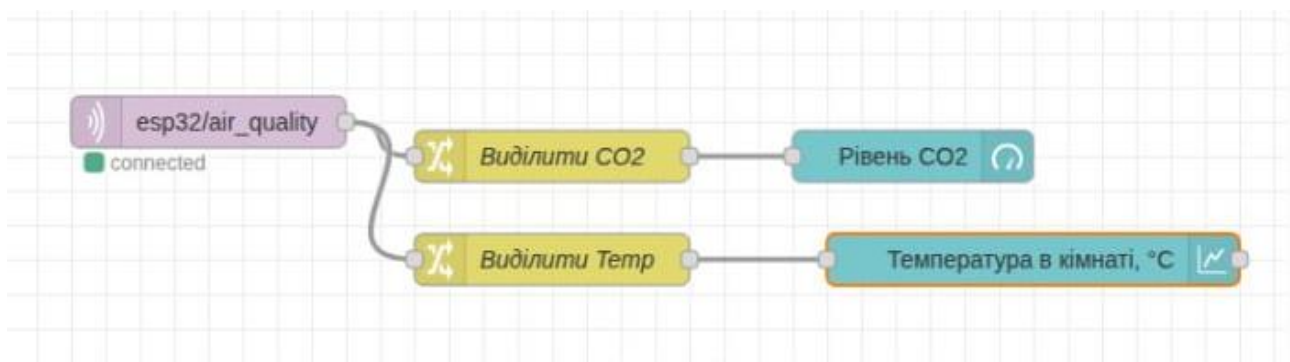 esp32/air_quality
connected
Виділити CO2
Рівень CO2
Виділити Temp
Температура в кімнаті, °C